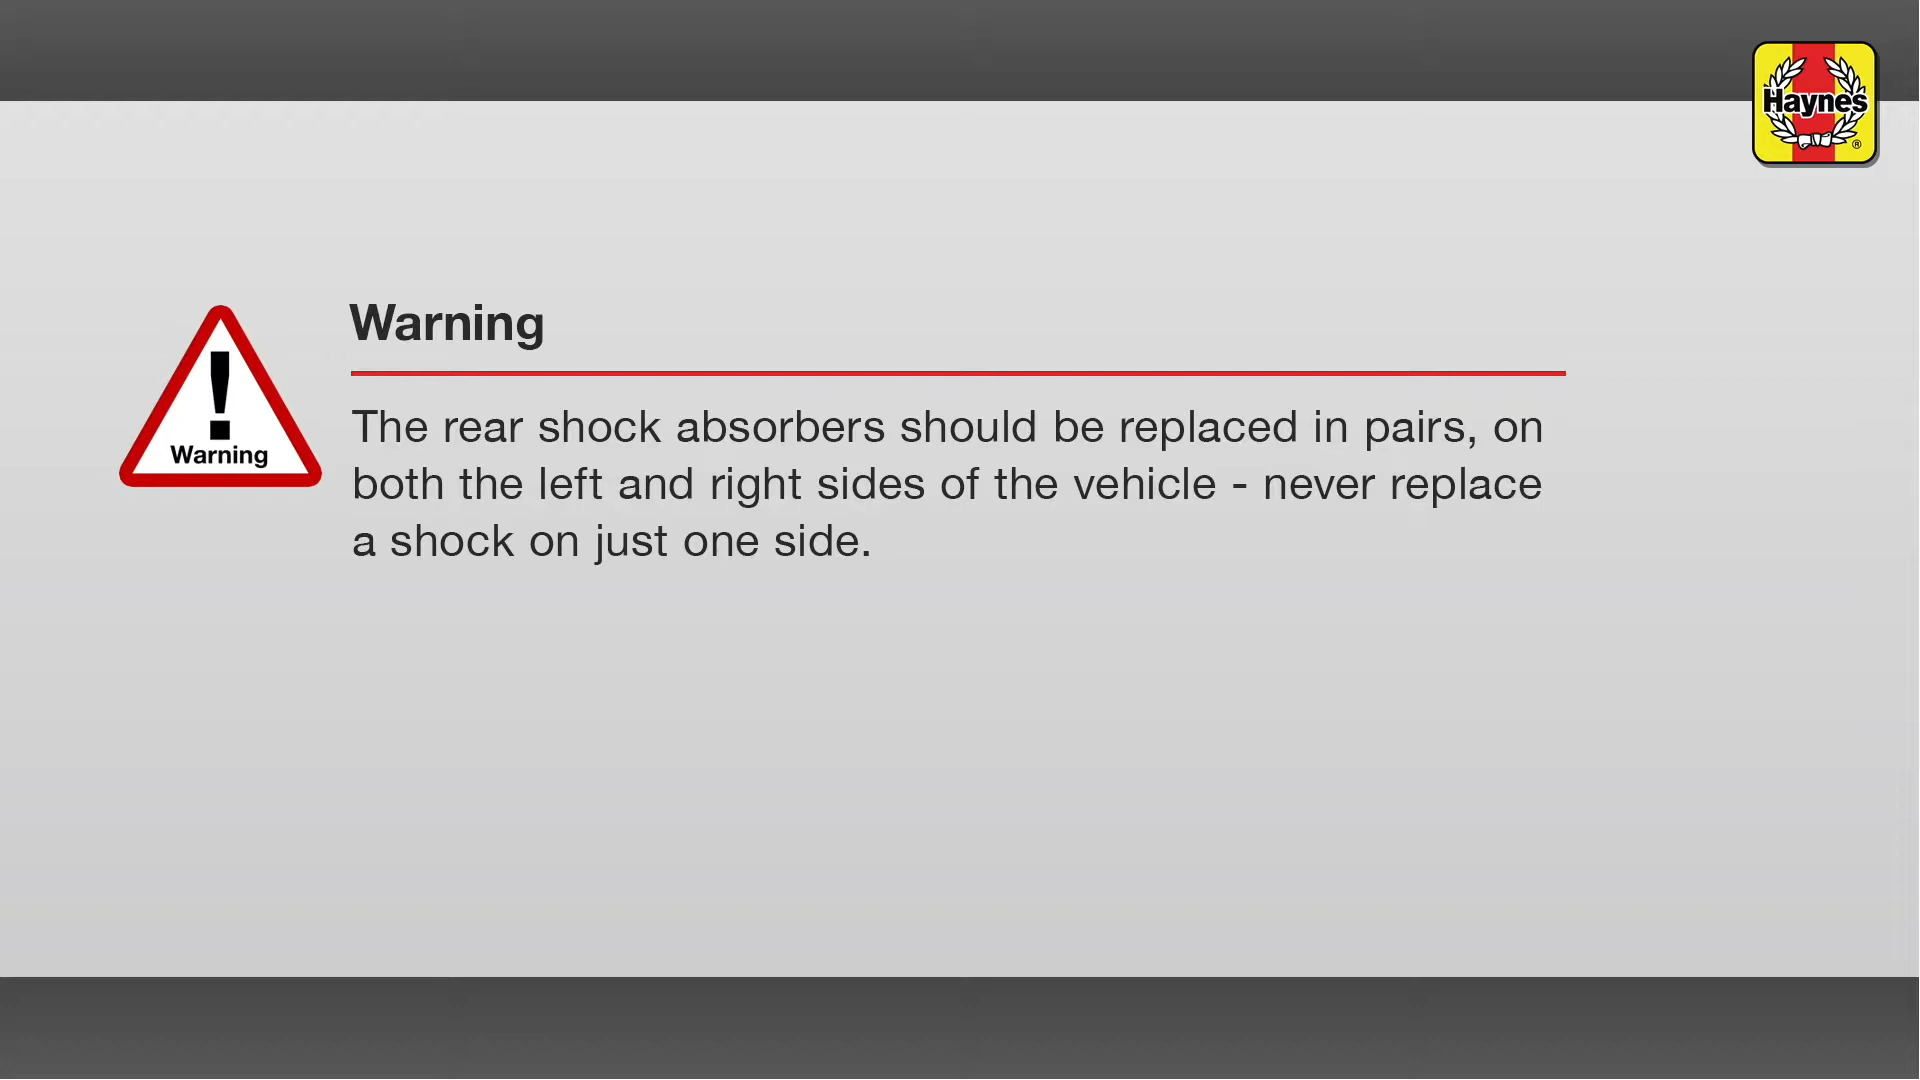 Haynes
®
Warning
Warning
The rear shock absorbers should be replaced in pairs, on
both the left and right sides of the vehicle - never replace
a shock on just one side.